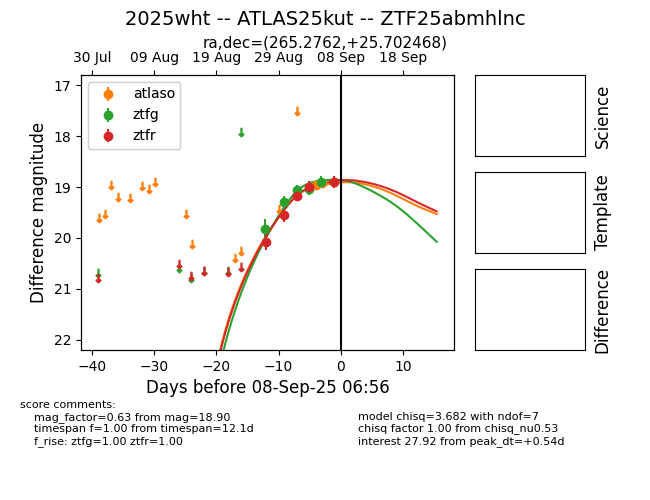 2025wht -- ATLAS25kut -- ZTF25abmhlnc
ra,dec=(265.2762,+25.702468)
30 Jul 09 Aug 19 Aug 29 Aug 08 Sep 18 Sep
atlaso
ztfg
ztfr
17
18
19
20
21
22
Difference magnitude
−40 −30 −20 −10 0 10
Days before 08-Sep-25 06:56
Science
Template
Difference
score comments:
mag_factor=0.63 from mag=18.90
timespan f=1.00 from timespan=12.1d
f_rise: ztfg=1.00 ztfr=1.00
model chisq=3.682 with ndof=7
chisq factor 1.00 from chisq_nu0.53
interest 27.92 from peak_dt=+0.54d